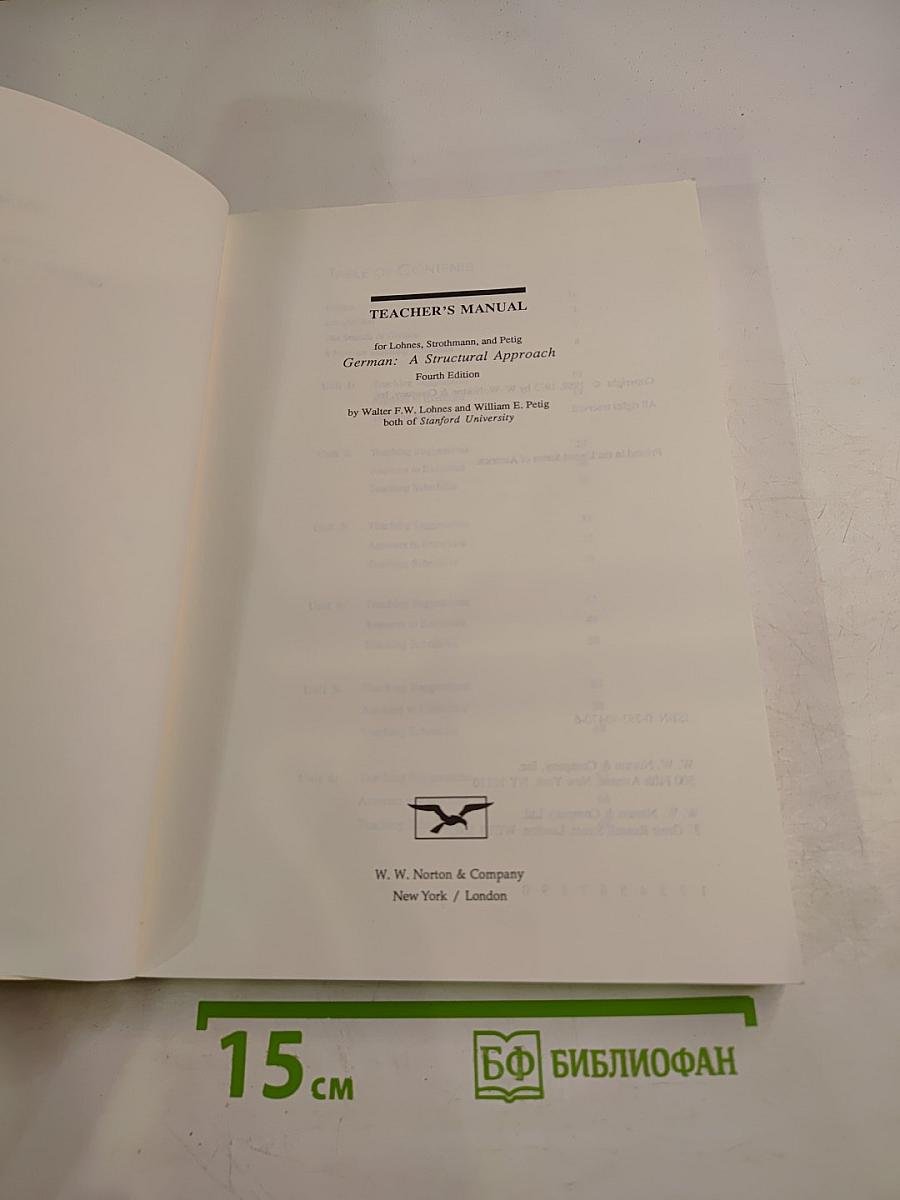 TEACHER'S MANUAL
for Lohnes, Strothmann, and Petig
German: A Structural Approach
Fourth Edition
by Walter F.W. Lohnes and William E. Petig
both of Stanford University
W. W. Norton & Company
New York / London
15 см
БФ БИБЛИОФАН